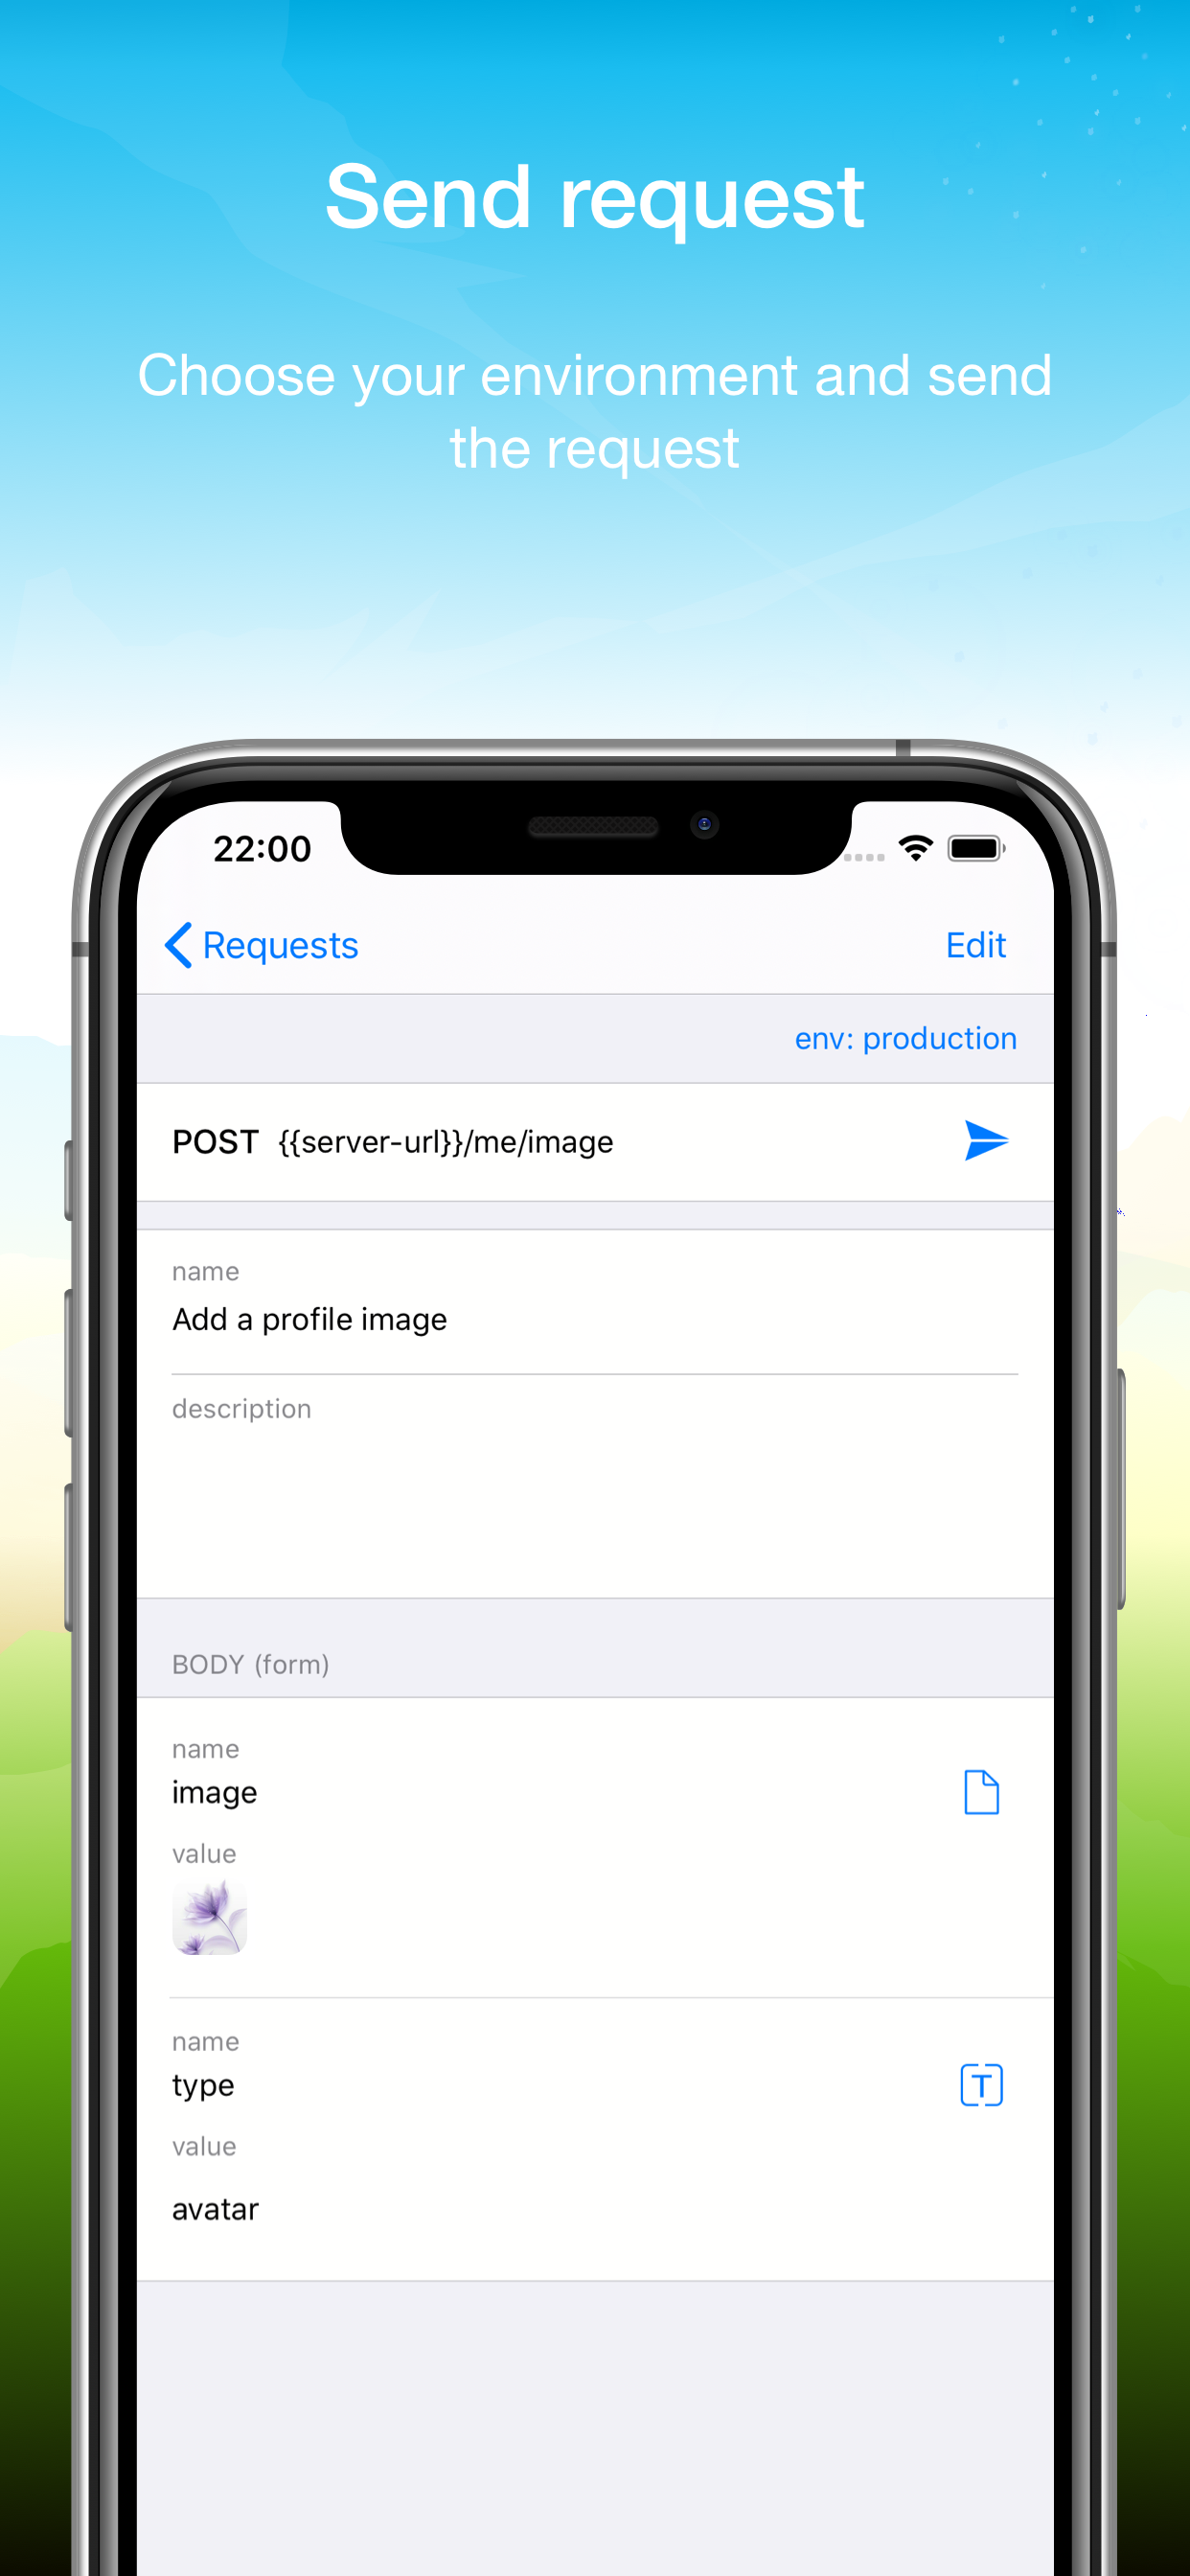 Send request
Choose your environment and send
the request
22:00
Requests
Edit
env: production
POST {{server-url}}/me/image
name
Add a profile image
description
BODY (form)
name
image
value
name
type
T
value
avatar